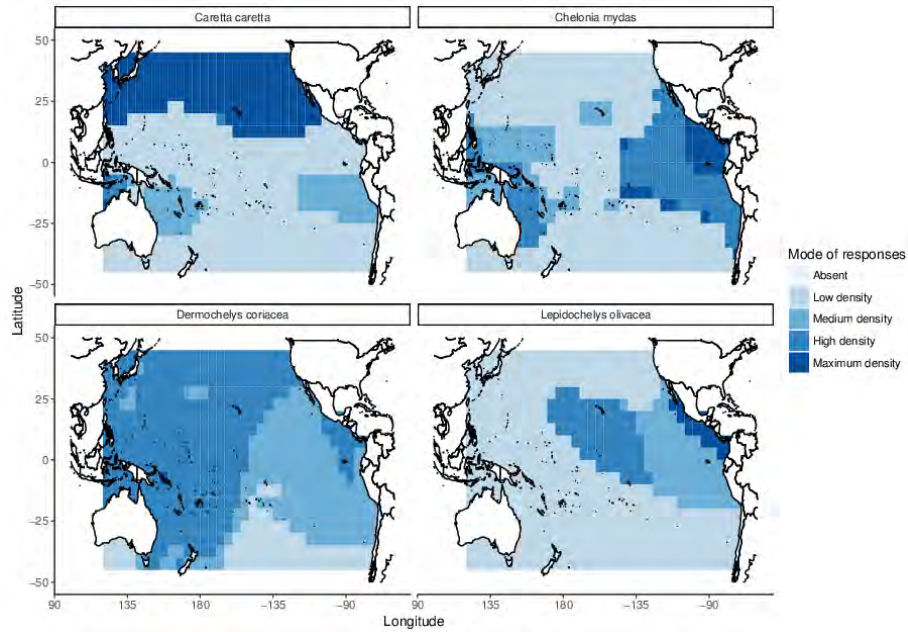 Caretta caretta
Chelonia mydas
50
25
0
−25
−50
Mode of responses
Absent
Low density
Medium density
High density
Maximum density
Latitude
Dermochelys coriacea
Lepidochelys olivacea
50
25
0
−25
−50
90 135 180 −135 −90 90 135 180 −135 −90
Longitude